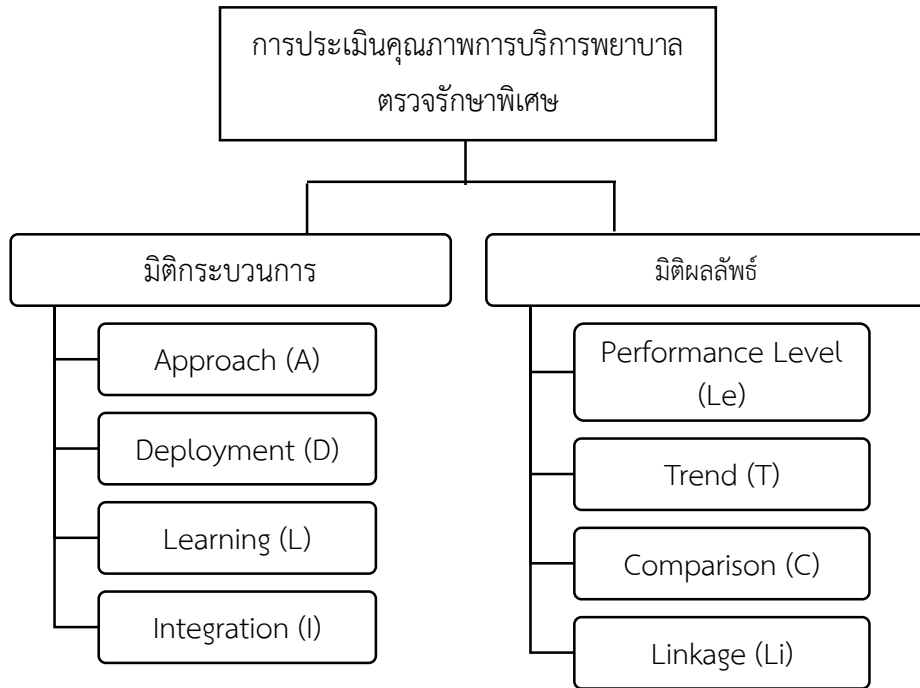 การประเมินคุณภาพการบริการพยาบาล
ตรวจรักษาพิเศษ
มิติกระบวนการ
Approach (A)
Deployment (D)
Learning (L)
Integration (I)
มิติผลลัพธ์
Performance Level
(Le)
Trend (T)
Comparison (C)
Linkage (Li)